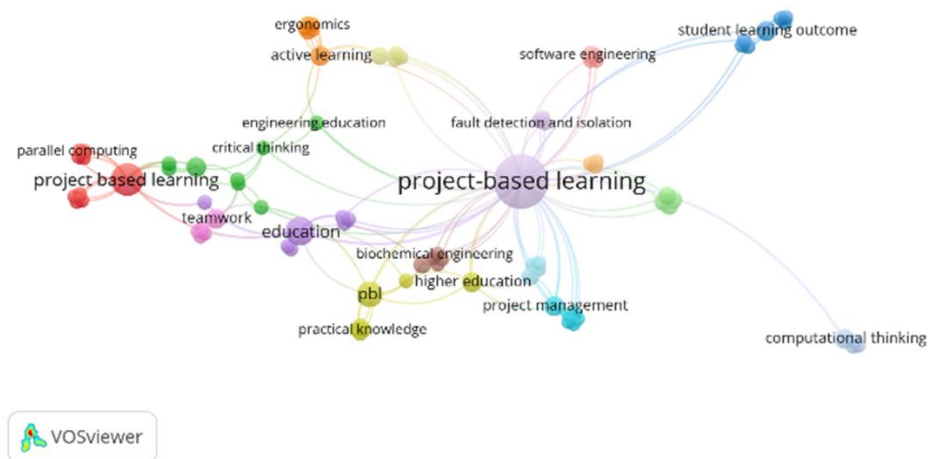 ergonomics
student learning outcome
active learning
software engineering
engineering education
fault detection and isolation
critical thinking
parallel computing
project based learning
project-based learning
teamwork
education
biochemical engineering
higher education
pbl
project management
practical knowledge
computational thinking
VOSviewer